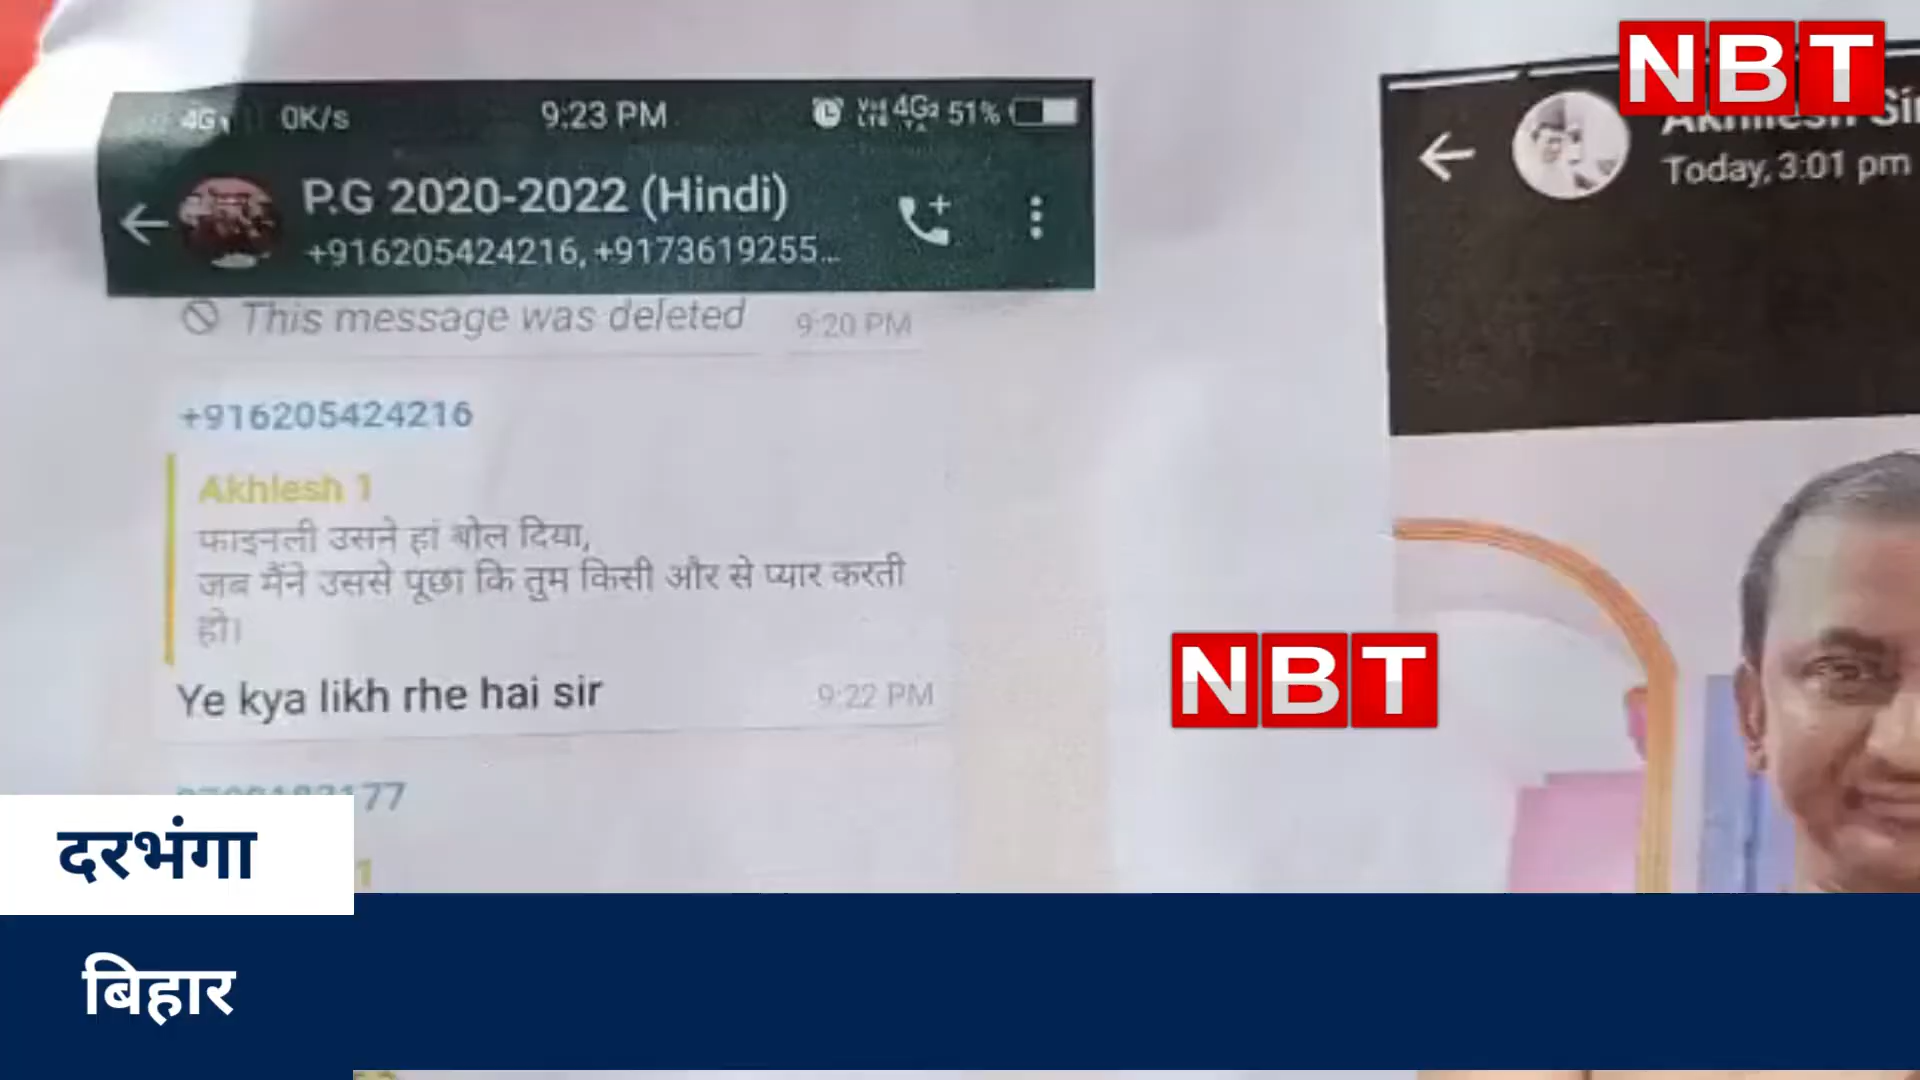 NBT
4G 0K/s 9:23 PM 51%
P.G 2020-2022 (Hindi)
+916205424216, +9173619255...
Today, 3:01 pm
This message was deleted 9:20 PM
+916205424216
Akhlesh 1
फाइनली उसने हां बोल दिया,
जब मैंने उससे पूछा कि तुम किसी और से प्यार करती
हो।
Ye kya likh rhe hai sir 9:22 PM
NBT
दरभंगा
बिहार